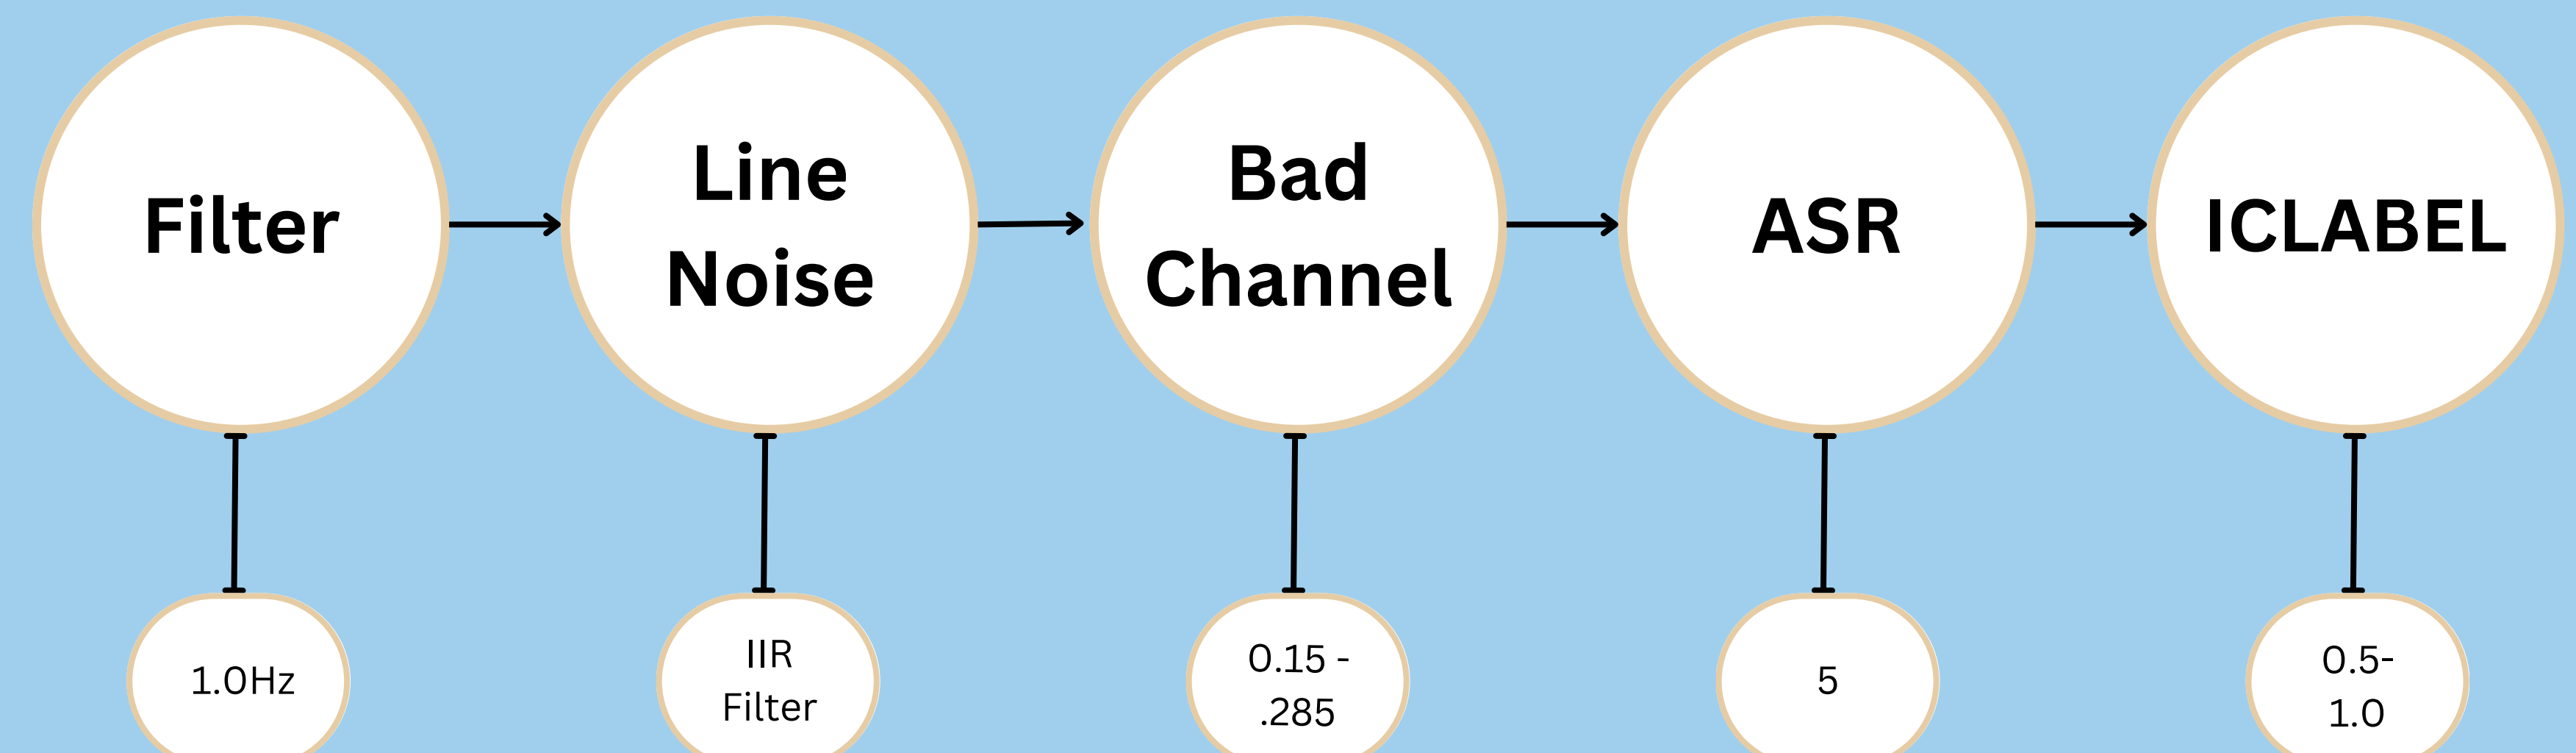 Filter
Line
Noise
Bad
Channel
ASR
ICLABEL
1.0Hz
IIR
Filter
0.15 -
.285
5
0.5-
1.0